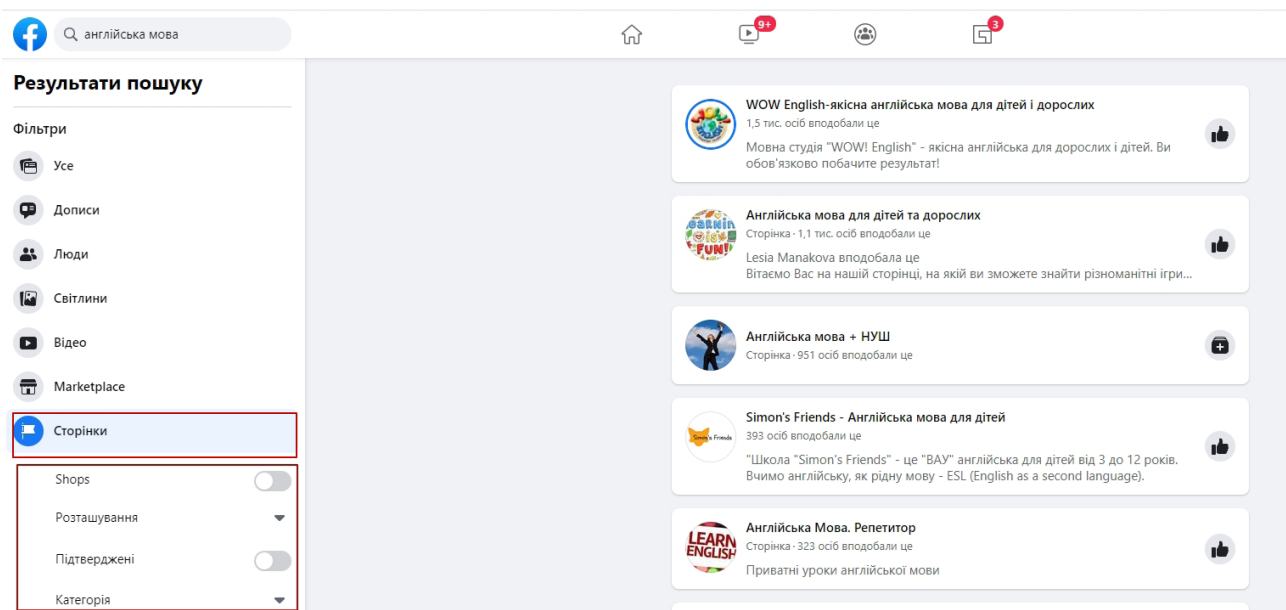 англійська мова
9+
3
Результати пошуку
Фільтри
Усе
Дописи
Люди
Світлини
Відео
Marketplace
Сторінки
Shops
Розташування
Підтверджені
Категорія
WOW English-якісна англійська мова для дітей і дорослих
1,5 тис. осіб вподобали це
Мовна студія "WOW! English" - якісна англійська для дорослих і дітей. Ви
обов'язково побачите результат!
Англійська мова для дітей та дорослих
Сторінка · 1,1 тис. осіб вподобали це
Lesia Manakova вподобала це
Вітаємо Вас на нашій сторінці, на якій ви зможете знайти різноманітні ігри...
FUN!
Англійська мова + НУШ
Сторінка · 951 осіб вподобали це
Simon's Friends - Англійська мова для дітей
393 осіб вподобали це
Simon's Friends
"Школа "Simon's Friends" - це "ВАУ" англійська для дітей від 3 до 12 років.
Вчимо англійську, як рідну мову - ESL (English as a second language).
Англійська Мова. Репетитор
Сторінка · 323 осіб вподобали це
Приватні уроки англійської мови
LEARN
ENGLISH